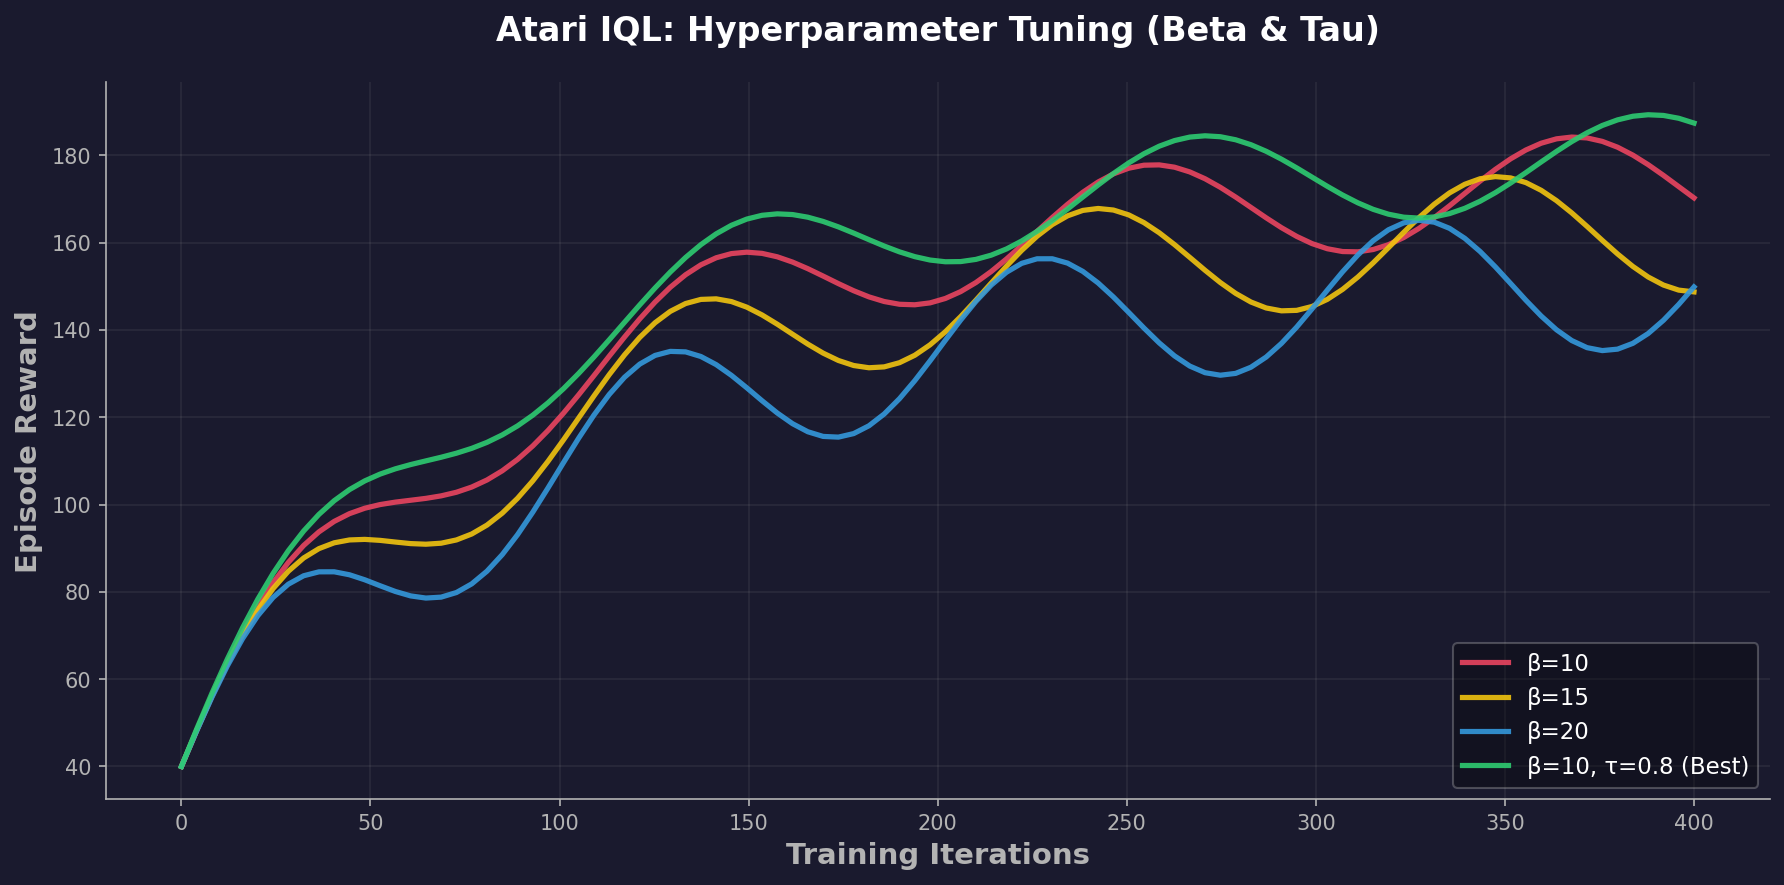 Atari IQL: Hyperparameter Tuning (Beta & Tau)
Episode Reward
180
160
140
120
100
80
60
40
0 50 100 150 200 250 300 350 400
Training Iterations
β=10
β=15
β=20
β=10, τ=0.8 (Best)